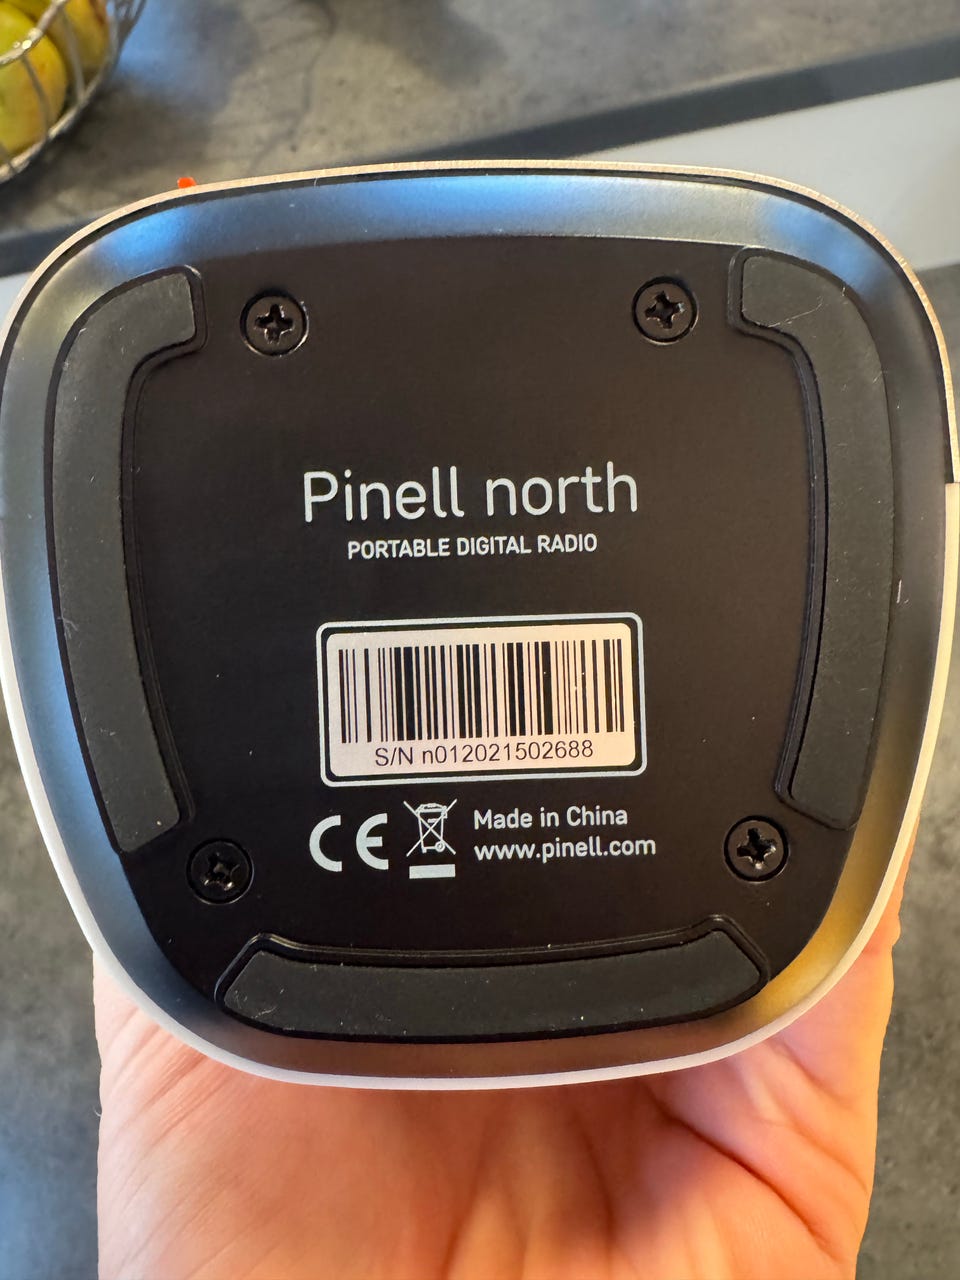 Pinell north
PORTABLE DIGITAL RADIO
S/N n012021502688
CE
Made in China
www.pinell.com